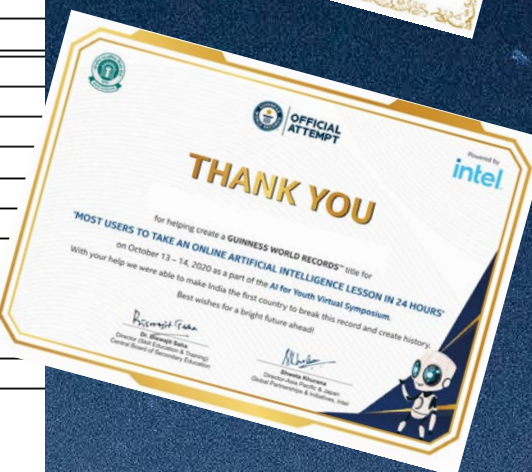 OFFICIAL
ATTEMPT
Powered by
intel
THANK YOU
for helping create a GUINNESS WORLD RECORDS™ title for
'MOST USERS TO TAKE AN ONLINE ARTIFICIAL INTELLIGENCE LESSON IN 24 HOURS'
on October 13 – 14, 2020 as a part of the AI for Youth Virtual Symposium.
With your help we were able to make India the first country to break this record and create history.
Best wishes for a bright future ahead!
Dr. Biswajit Saha
Director (Skill Education & Training)
Central Board of Secondary Education
Shweta Khurana
Director-Asia Pacific & Japan
Global Partnerships & Initiatives, Intel